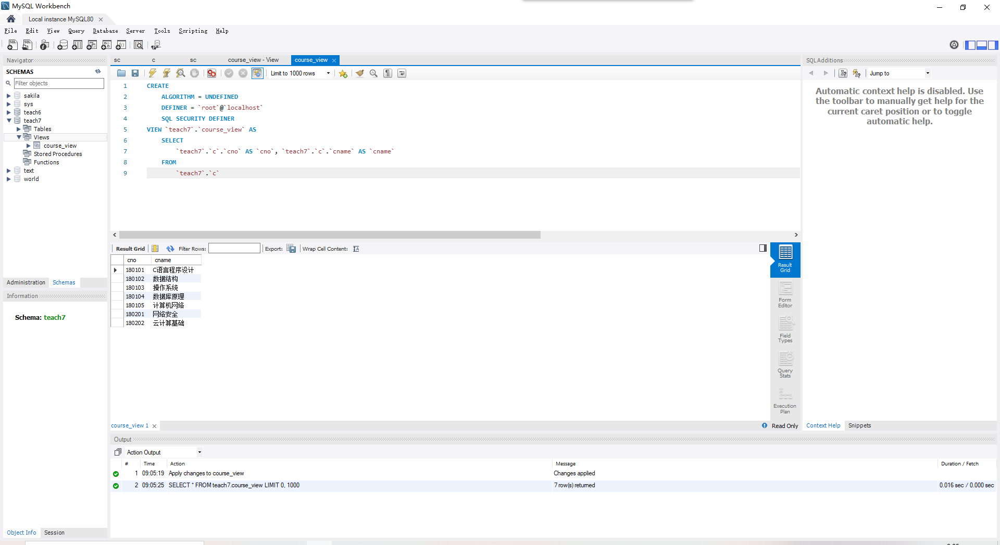 MySQL Workbench
Local instance MySQL80
File Edit View Query Database Server Tools Scripting Help
Navigator
SCHEMAS
Filter objects
sakila
sys
teach6
teach7
Tables
Views
course_view
Stored Procedures
Functions
text
world
Administration Schemas
Information
Schema: teach7
Object Info Session
sc c sc course_view - View course_view
Limit to 1000 rows
1 CREATE
2 ALGORITHM = UNDEFINED
3 DEFINER = `root`@`localhost`
4 SQL SECURITY DEFINER
5 VIEW `teach7`.`course_view` AS
6 SELECT
7 `teach7`.`c`.`cno` AS `cno`, `teach7`.`c`.`cname` AS `cname`
8 FROM
9 `teach7`.`c`
Result Grid Filter Rows: Export: Wrap Cell Content:
cno cname
180101 C语言程序设计
180102 数据结构
180103 操作系统
180104 数据库原理
180105 计算机网络
180201 网络安全
180202 云计算基础
Result
Grid
Form
Editor
Field
Types
Query
Stats
Execution
Plan
course_view 1 Read Only
SQLAdditions
Jump to
Automatic context help is disabled. Use
the toolbar to manually get help for the
current caret position or to toggle
automatic help.
Context Help Snippets
Output
Action Output
# Time Action Message Duration / Fetch
1 09:05:19 Apply changes to course_view Changes applied
2 09:05:25 SELECT * FROM teach7.course_view LIMIT 0, 1000 7 row(s) returned 0.016 sec / 0.000 sec